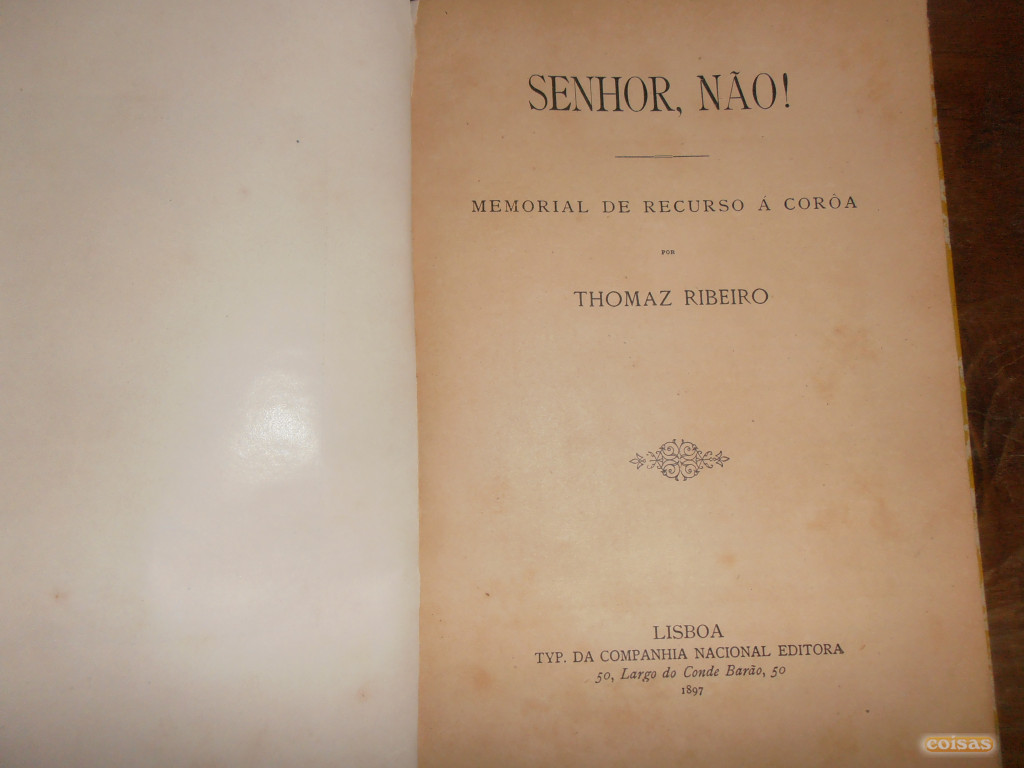 SENHOR, NÃO!
MEMORIAL DE RECURSO Á CORÔA
POR
THOMAZ RIBEIRO
LISBOA
TYP. DA COMPANHIA NACIONAL EDITORA
50, Largo do Conde Barão, 50
1897
coisas